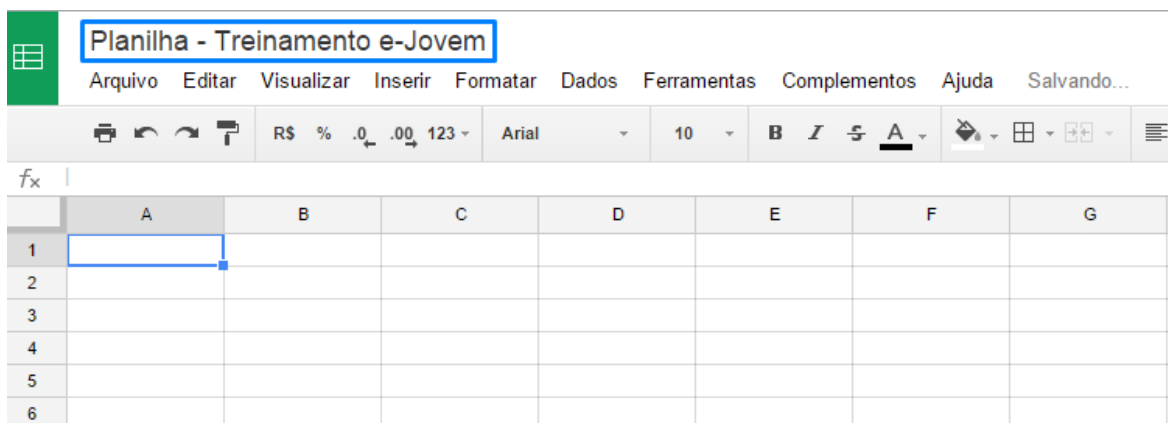 Planilha - Treinamento e-Jovem
Arquivo Editar Visualizar Inserir Formatar Dados Ferramentas Complementos Ajuda Salvando...
R$ % .0 .00 123 Arial 10 B I S A
fx
A B C D E F G
1
2
3
4
5
6